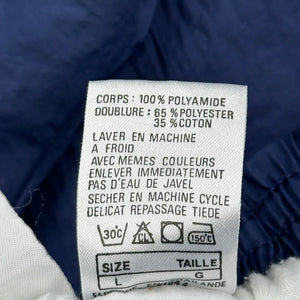 CORPS: 100% POLYAMIDE
DOUBLURE: 65% POLYESTER
35% COTON
LAVER EN MACHINE
A FROID
AVEC MEMES COULEURS
ENLEVER IMMEDIATEMENT
PAS D'EAU DE JAVEL
SECHER EN MACHINE CYCLE
DELICAT REPASSAGE TIEDE
30°C CL 150°C
SIZE TAILLE
L G